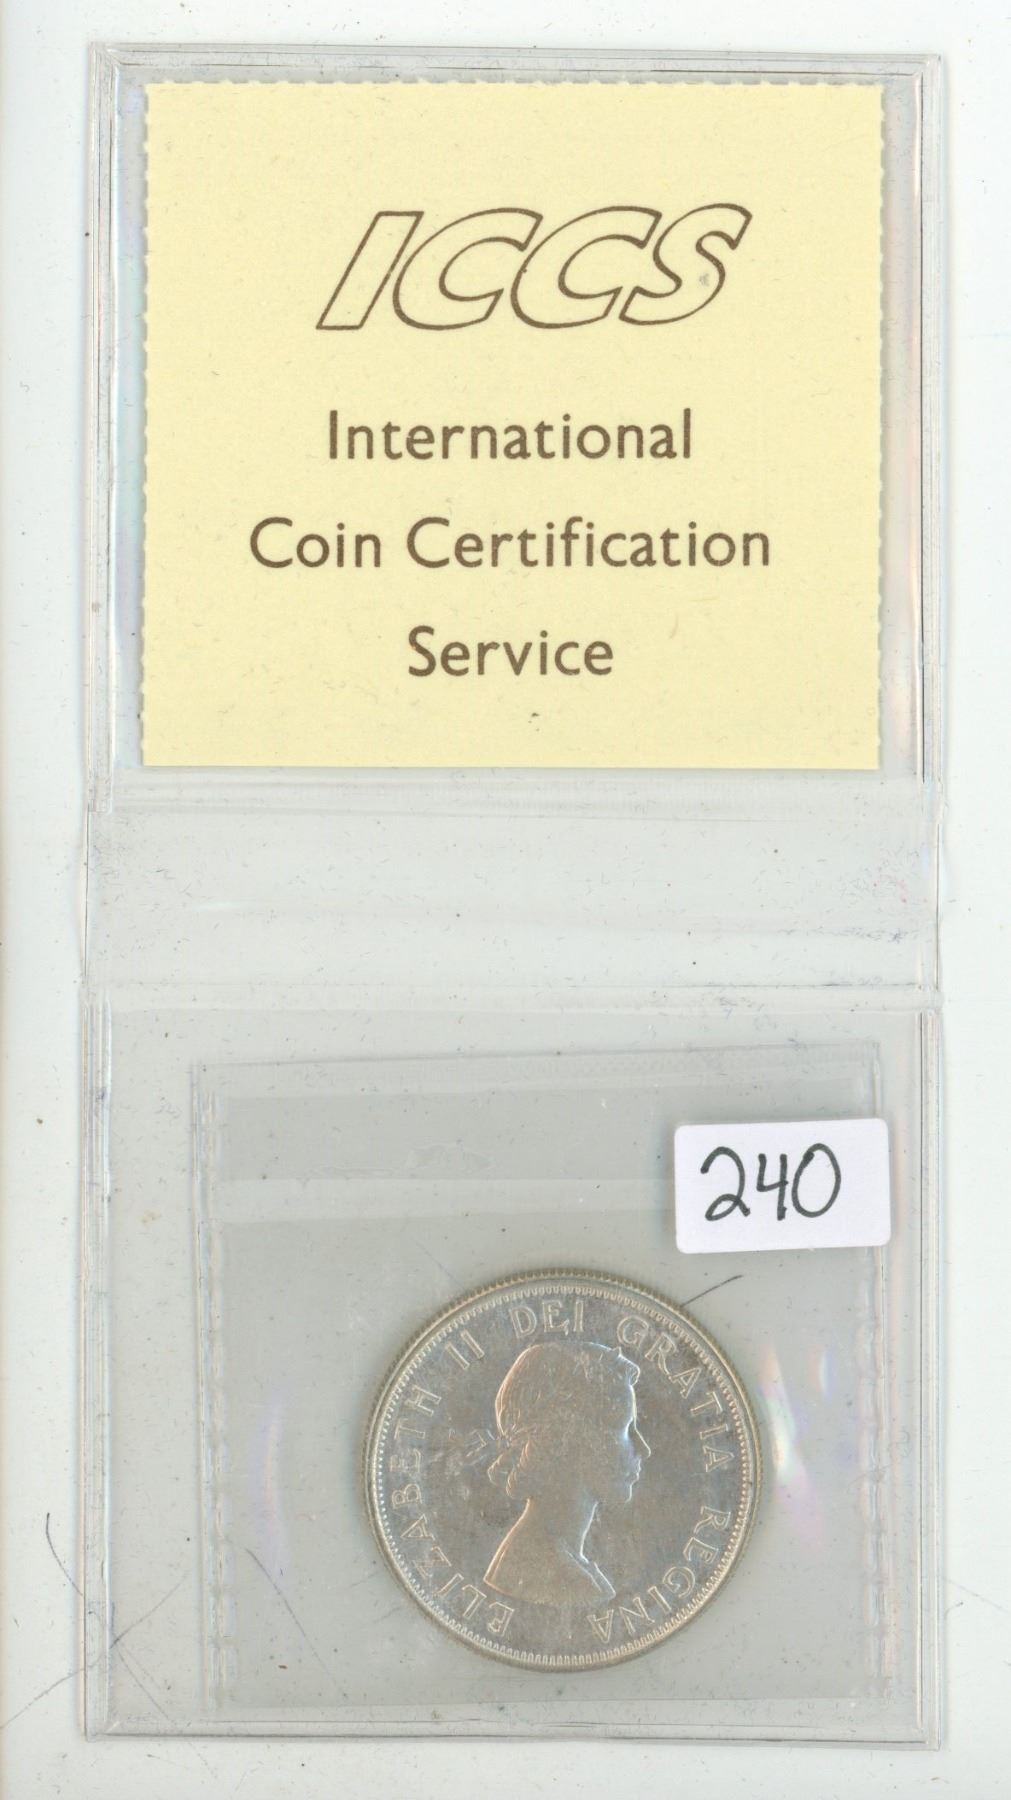 ICCS
International
Coin Certification
Service
240
ELIZABETH II DEI GRATIA REGINA